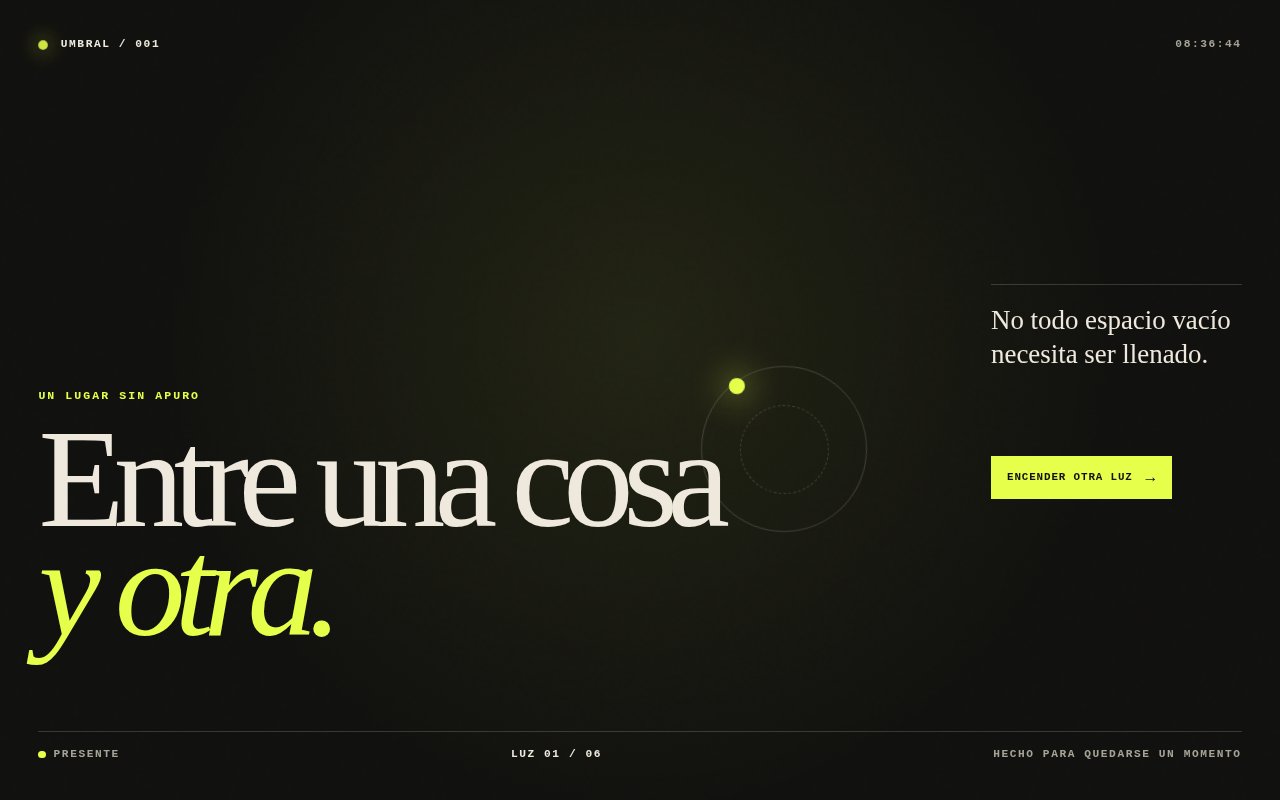 UMBRAL / 001
08:36:44
UN LUGAR SIN APURO
Entre una cosa
y otra.
No todo espacio vacío
necesita ser llenado.
ENCENDER OTRA LUZ →
PRESENTE
LUZ 01 / 06
HECHO PARA QUEDARSE UN MOMENTO